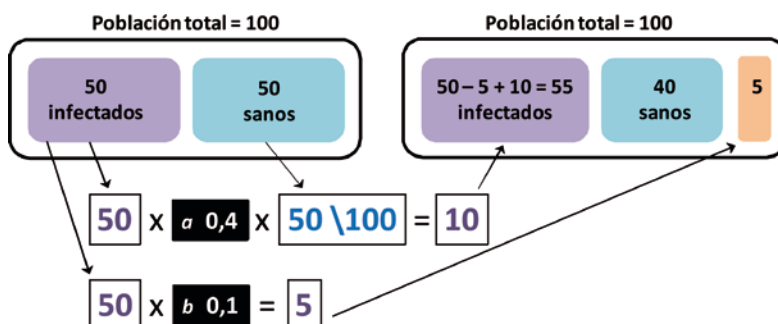 Población total = 100
Población total = 100
50
infectados
50
sanos
50 – 5 + 10 = 55
infectados
40
sanos
5
50 x a 0,4 x 50 \100 = 10
50 x b 0,1 = 5